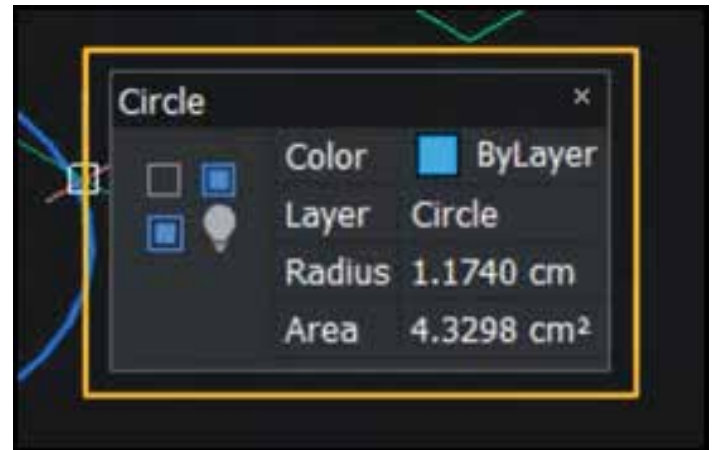 Circle ×
Color ByLayer
Layer Circle
Radius 1.1740 cm
Area 4.3298 cm²